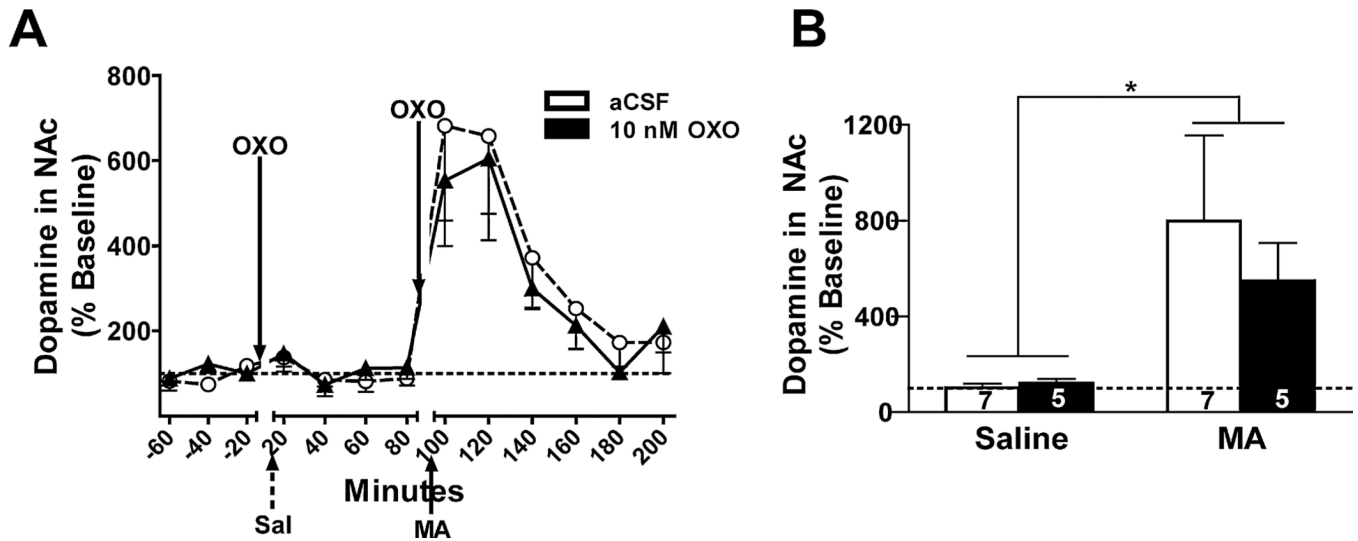 A
Dopamine in NAc
(% Baseline)
800
600
400
200
OXO
OXO
aCSF
10 nM OXO
-60
-40
-20
20
40
60
80
100
120
140
160
180
200
Minutes
Sal
MA
B
Dopamine in NAc
(% Baseline)
1200
800
400
0
*
7
5
7
5
Saline
MA